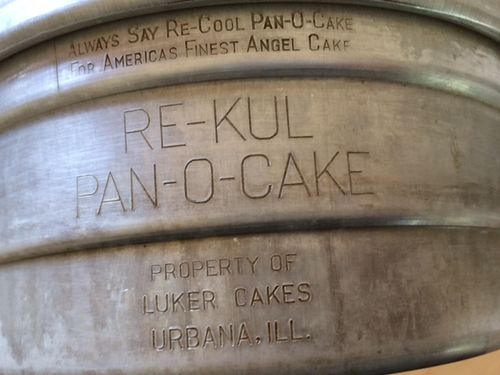 ALWAYS SAY RE-COOL PAN-O-CAKE
FOR AMERICAS FINEST ANGEL CAKE
RE-KUL
PAN-O-CAKE
PROPERTY OF
LUKER CAKES
URBANA, ILL.